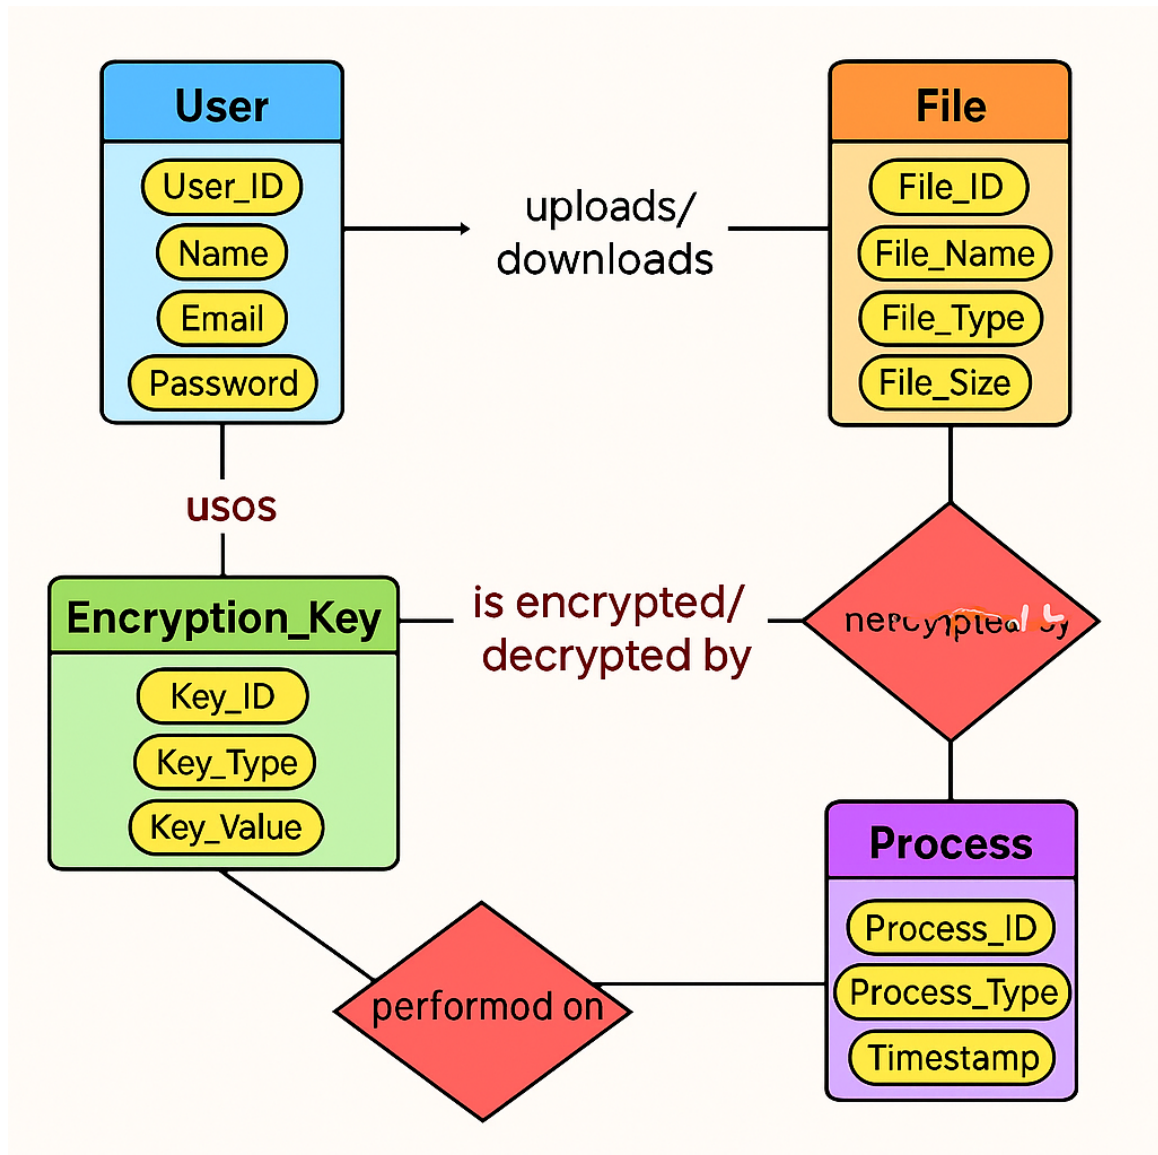 User
User_ID
Name
Email
Password
uploads/
downloads
File
File_ID
File_Name
File_Type
File_Size
usos
Encryption_Key
Key_ID
Key_Type
Key_Value
is encrypted/
decrypted by
performod on
Process
Process_ID
Process_Type
Timestamp